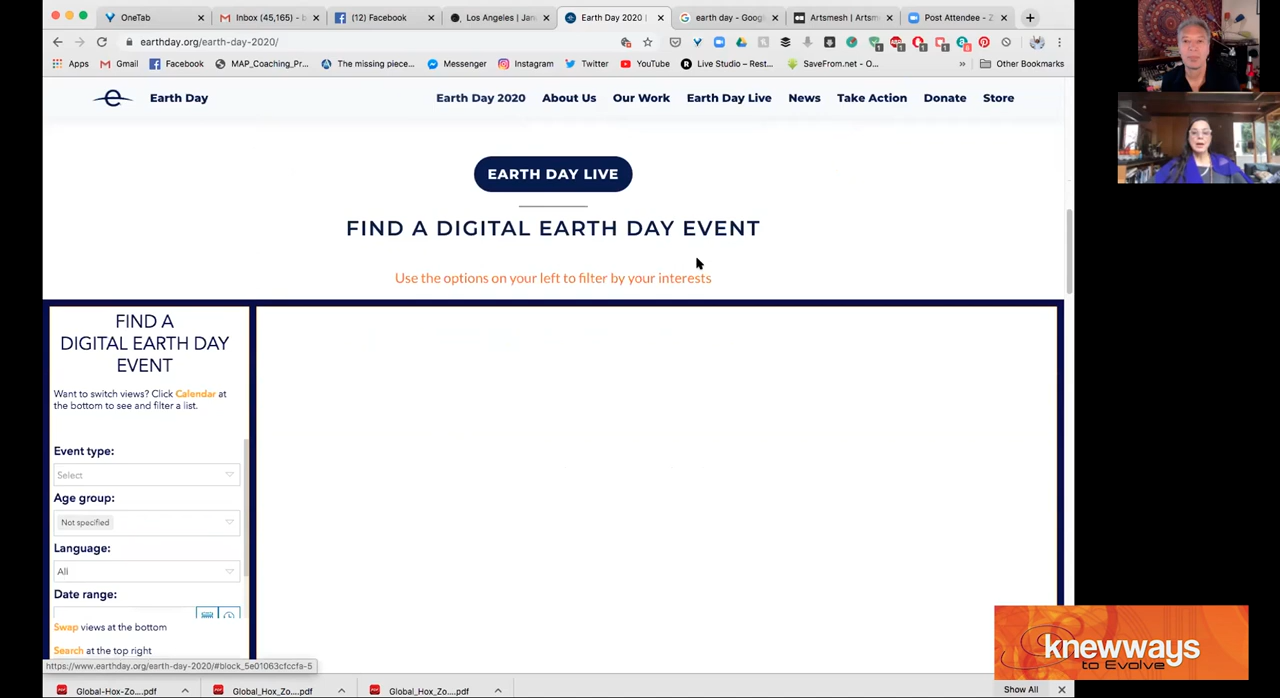 OneTab
Inbox (45,165) - b
(12) Facebook
Los Angeles | Jan
Earth Day 2020 |
earth day - Goog
Artsmesh | Artsm
Post Attendee - Z
earthday.org/earth-day-2020/
Apps
Gmail
Facebook
MAP_Coaching_Pr...
The missing piece...
Messenger
Instagram
Twitter
YouTube
Live Studio – Rest...
SaveFrom.net - O...
»
Other Bookmarks
Earth Day
Earth Day 2020
About Us
Our Work
Earth Day Live
News
Take Action
Donate
Store
EARTH DAY LIVE
FIND A DIGITAL EARTH DAY EVENT
Use the options on your left to filter by your interests
FIND A
DIGITAL EARTH DAY
EVENT
Want to switch views? Click Calendar at
the bottom to see and filter a list.
Event type:
Select
Age group:
Not specified
Language:
All
Date range:
Swap views at the bottom
Search at the top right
https://www.earthday.org/earth-day-2020/#block_5e01063cfccfa-5
Global-Hox-Zo....pdf
Global_Hox_Zo....pdf
Global_Hox_Zo....pdf
Show All
knewways
to Evolve